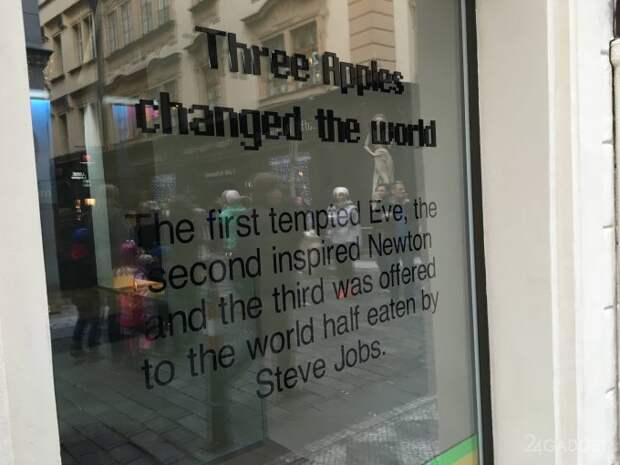 Three Apples
changed the world
The first tempted Eve, the
second inspired Newton
and the third was offered
to the world half eaten by
Steve Jobs.
24GADGET